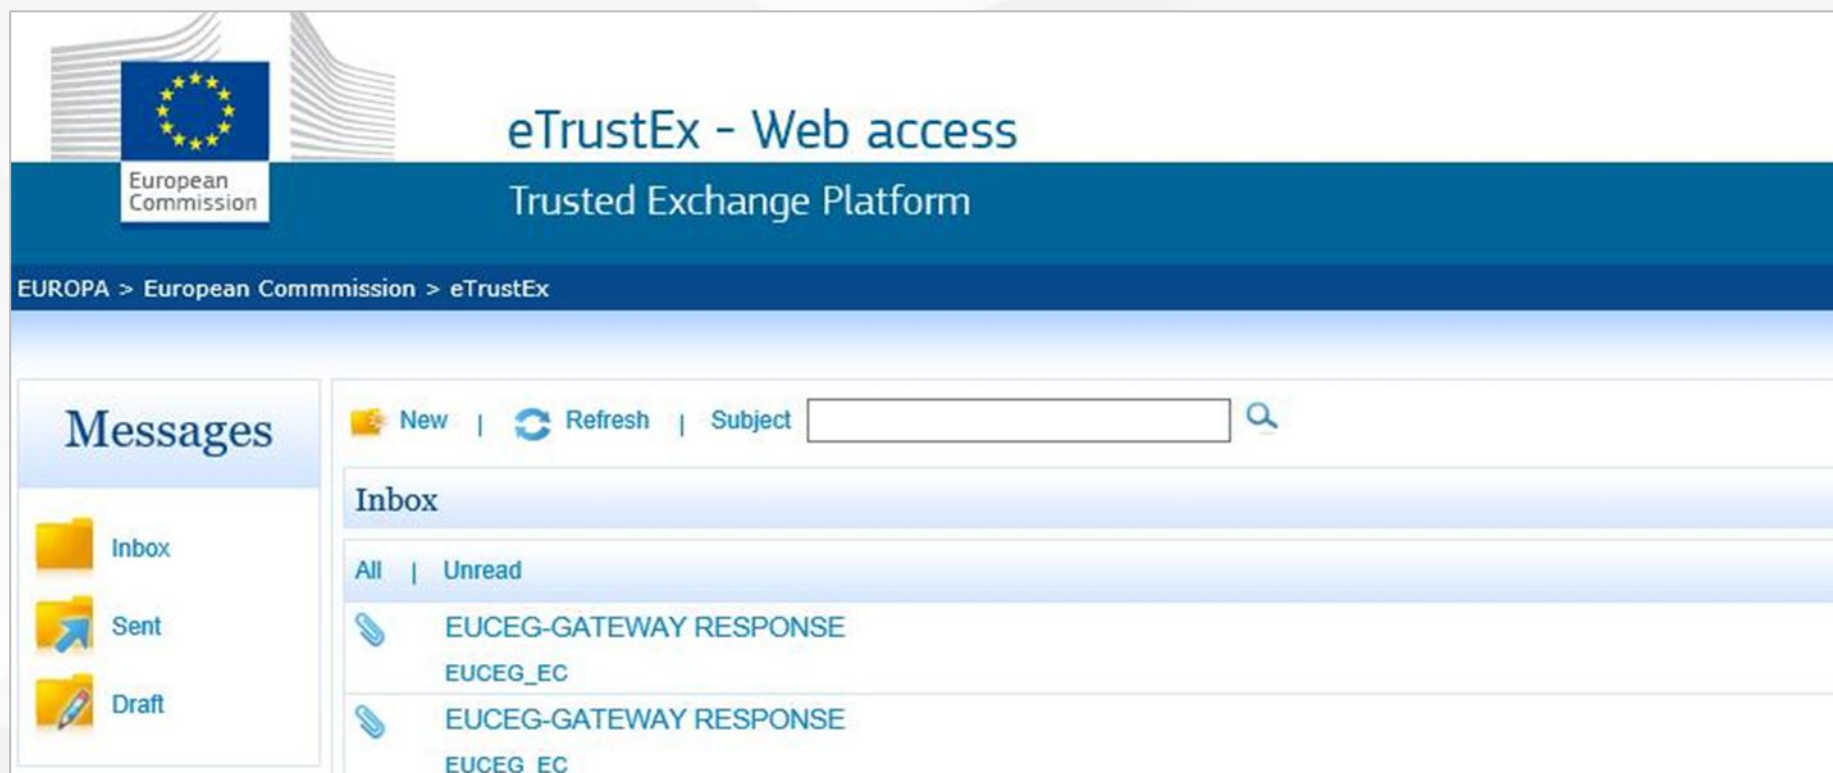 eTrustEx - Web access
European
Commission
Trusted Exchange Platform
EUROPA > European Commmission > eTrustEx
Messages
Inbox
Sent
Draft
New | Refresh | Subject
Inbox
All | Unread
EUCEG-GATEWAY RESPONSE
EUCEG_EC
EUCEG-GATEWAY RESPONSE
EUCEG_EC